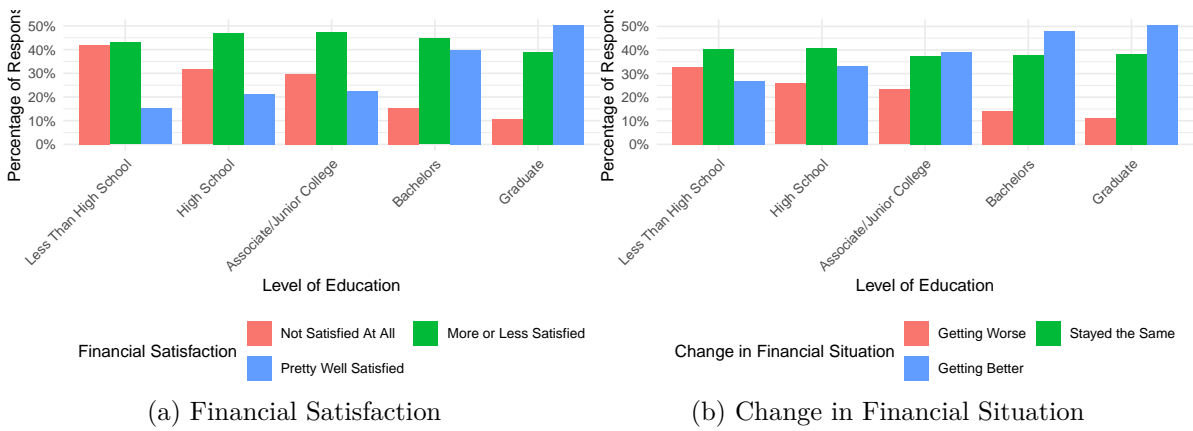 Percentage of Respons
50%
40%
30%
20%
10%
0%
Less Than High School
High School
Associate/Junior College
Bachelors
Graduate
Level of Education
Financial Satisfaction
Not Satisfied At All
More or Less Satisfied
Pretty Well Satisfied
(a) Financial Satisfaction
Percentage of Respons
50%
40%
30%
20%
10%
0%
Less Than High School
High School
Associate/Junior College
Bachelors
Graduate
Level of Education
Change in Financial Situation
Getting Worse
Stayed the Same
Getting Better
(b) Change in Financial Situation